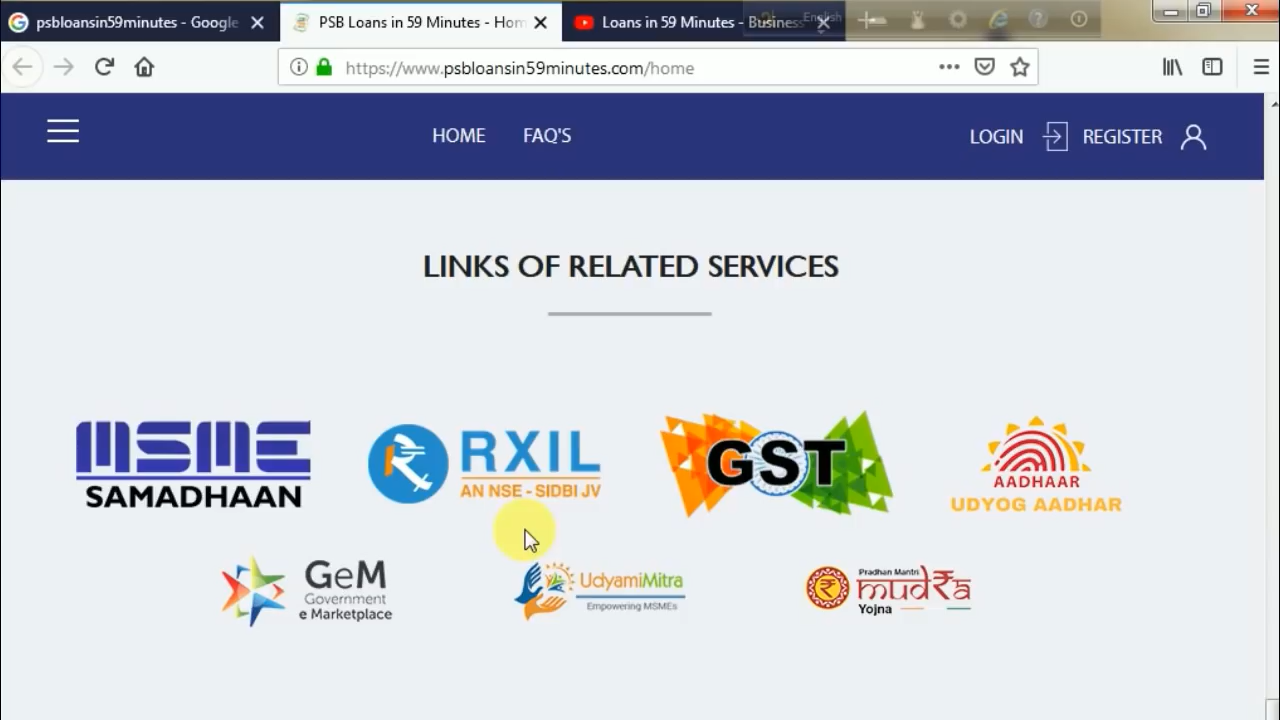 psbloansin59minutes - Google
PSB Loans in 59 Minutes - Hom
Loans in 59 Minutes - Business
English
https://www.psbloansin59minutes.com/home
HOME
FAQ'S
LOGIN
REGISTER
LINKS OF RELATED SERVICES
MSME
SAMADHAAN
RXIL
AN NSE - SIDBI JV
GST
AADHAAR
UDYOG AADHAR
GeM
Government
e Marketplace
UdyamiMitra
Empowering MSMEs
Pradhan Mantri
mudra
Yojna